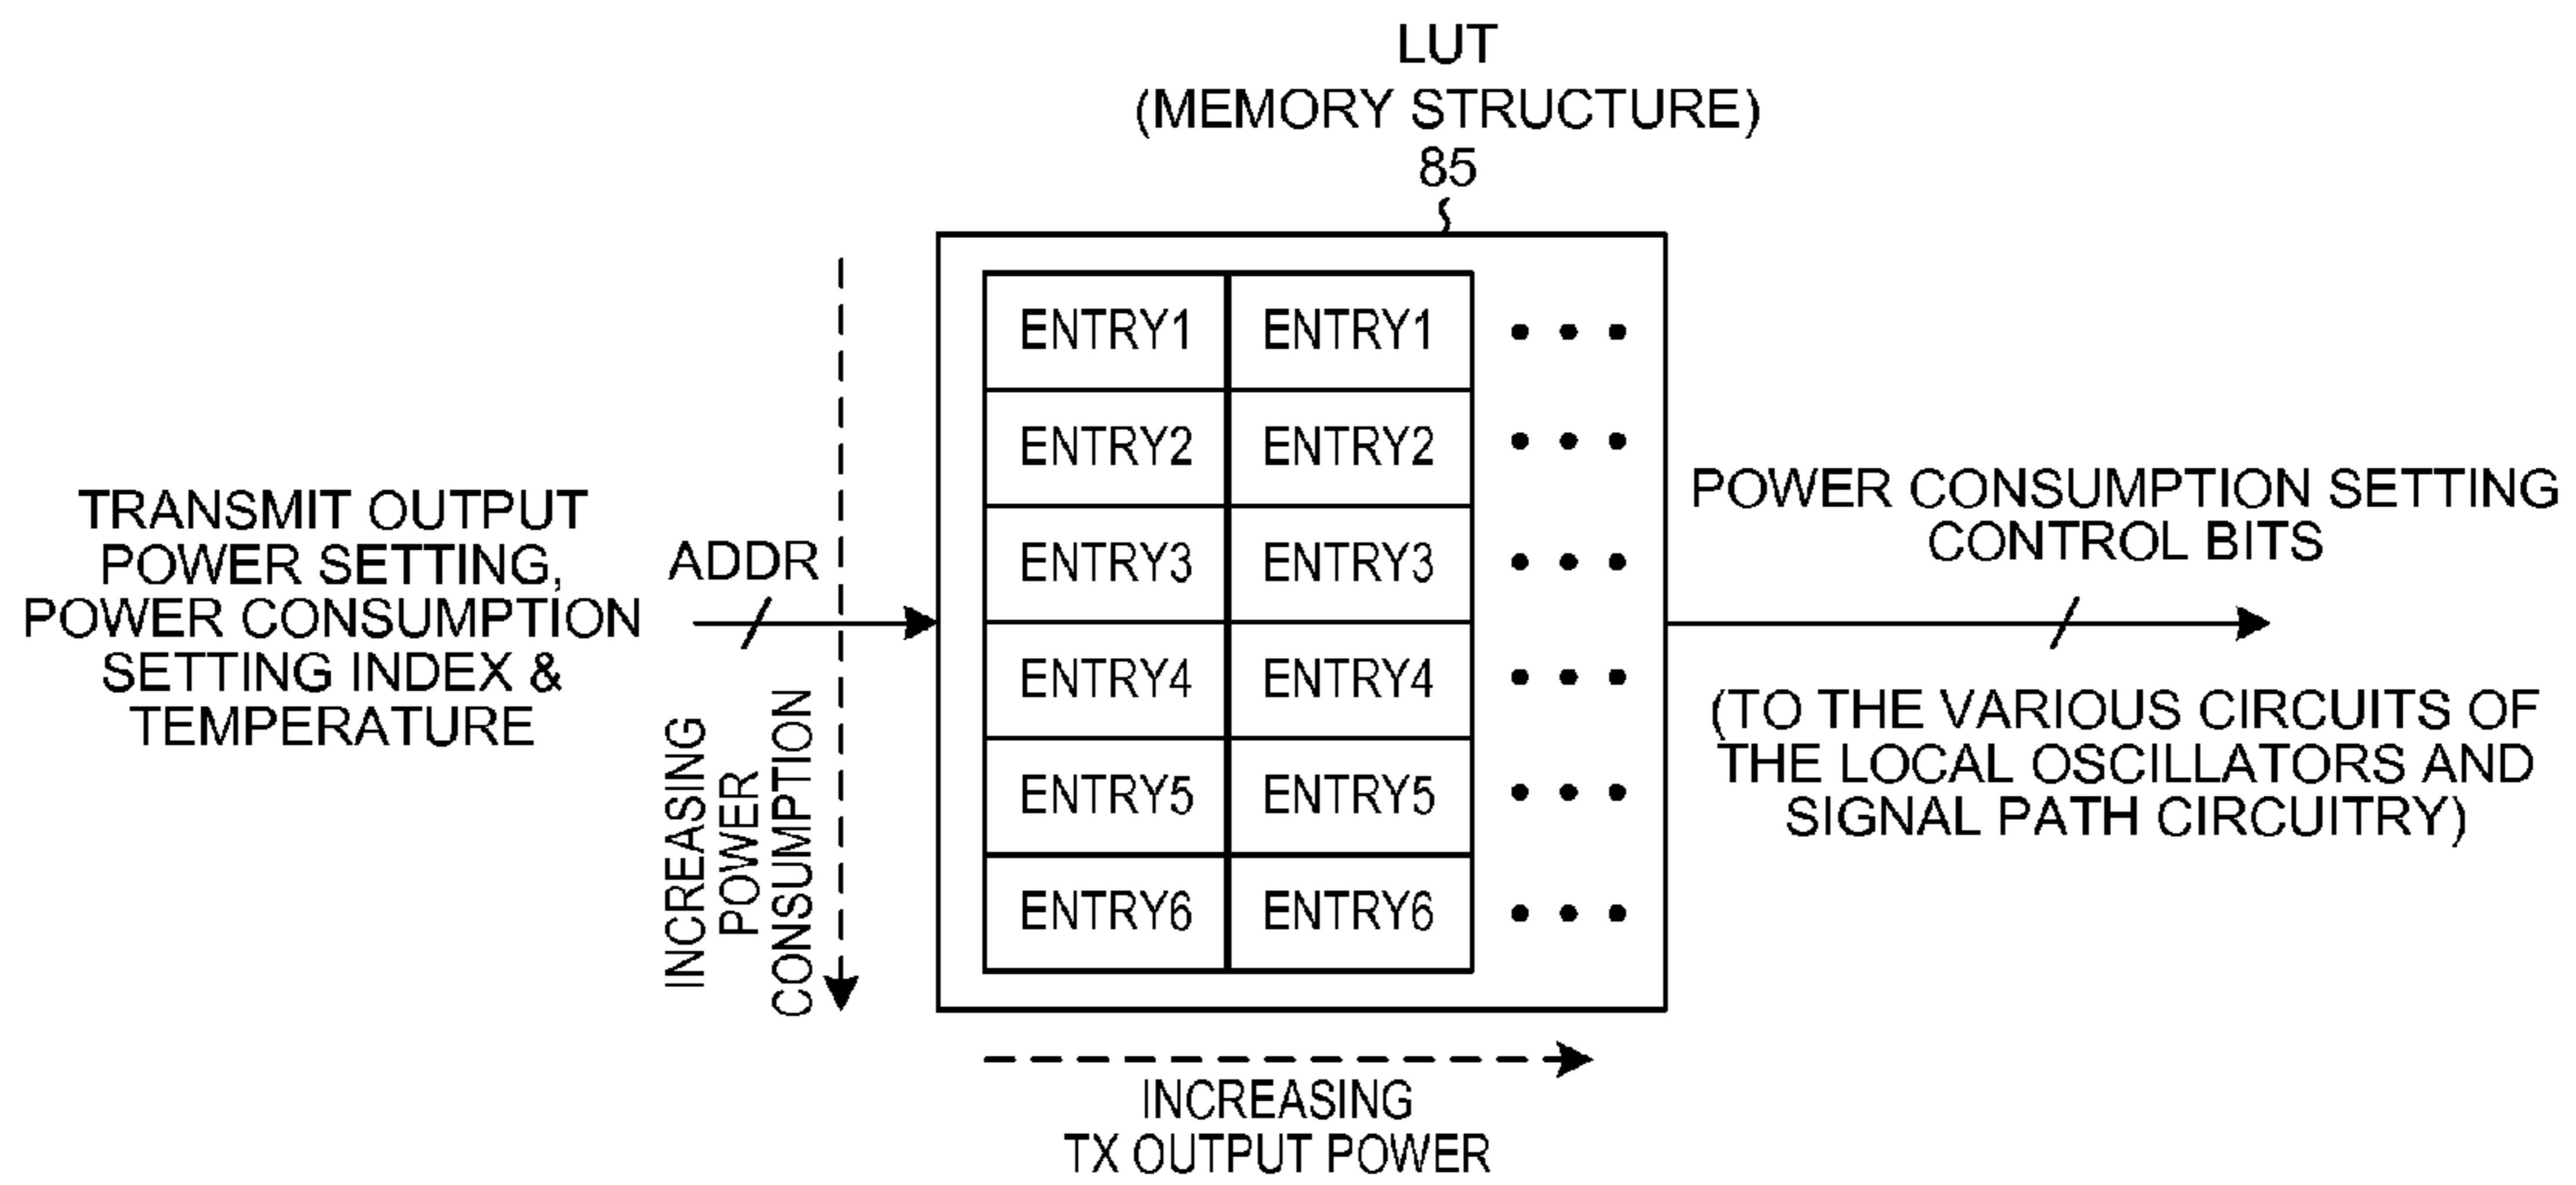 LUT
(MEMORY STRUCTURE)
85
TRANSMIT OUTPUT
POWER SETTING,
POWER CONSUMPTION
SETTING INDEX &
TEMPERATURE
ADDR
INCREASING
POWER
CONSUMPTION
ENTRY1 ENTRY1 • • •
ENTRY2 ENTRY2 • • •
ENTRY3 ENTRY3 • • •
ENTRY4 ENTRY4 • • •
ENTRY5 ENTRY5 • • •
ENTRY6 ENTRY6 • • •
POWER CONSUMPTION SETTING
CONTROL BITS
(TO THE VARIOUS CIRCUITS OF
THE LOCAL OSCILLATORS AND
SIGNAL PATH CIRCUITRY)
INCREASING
TX OUTPUT POWER